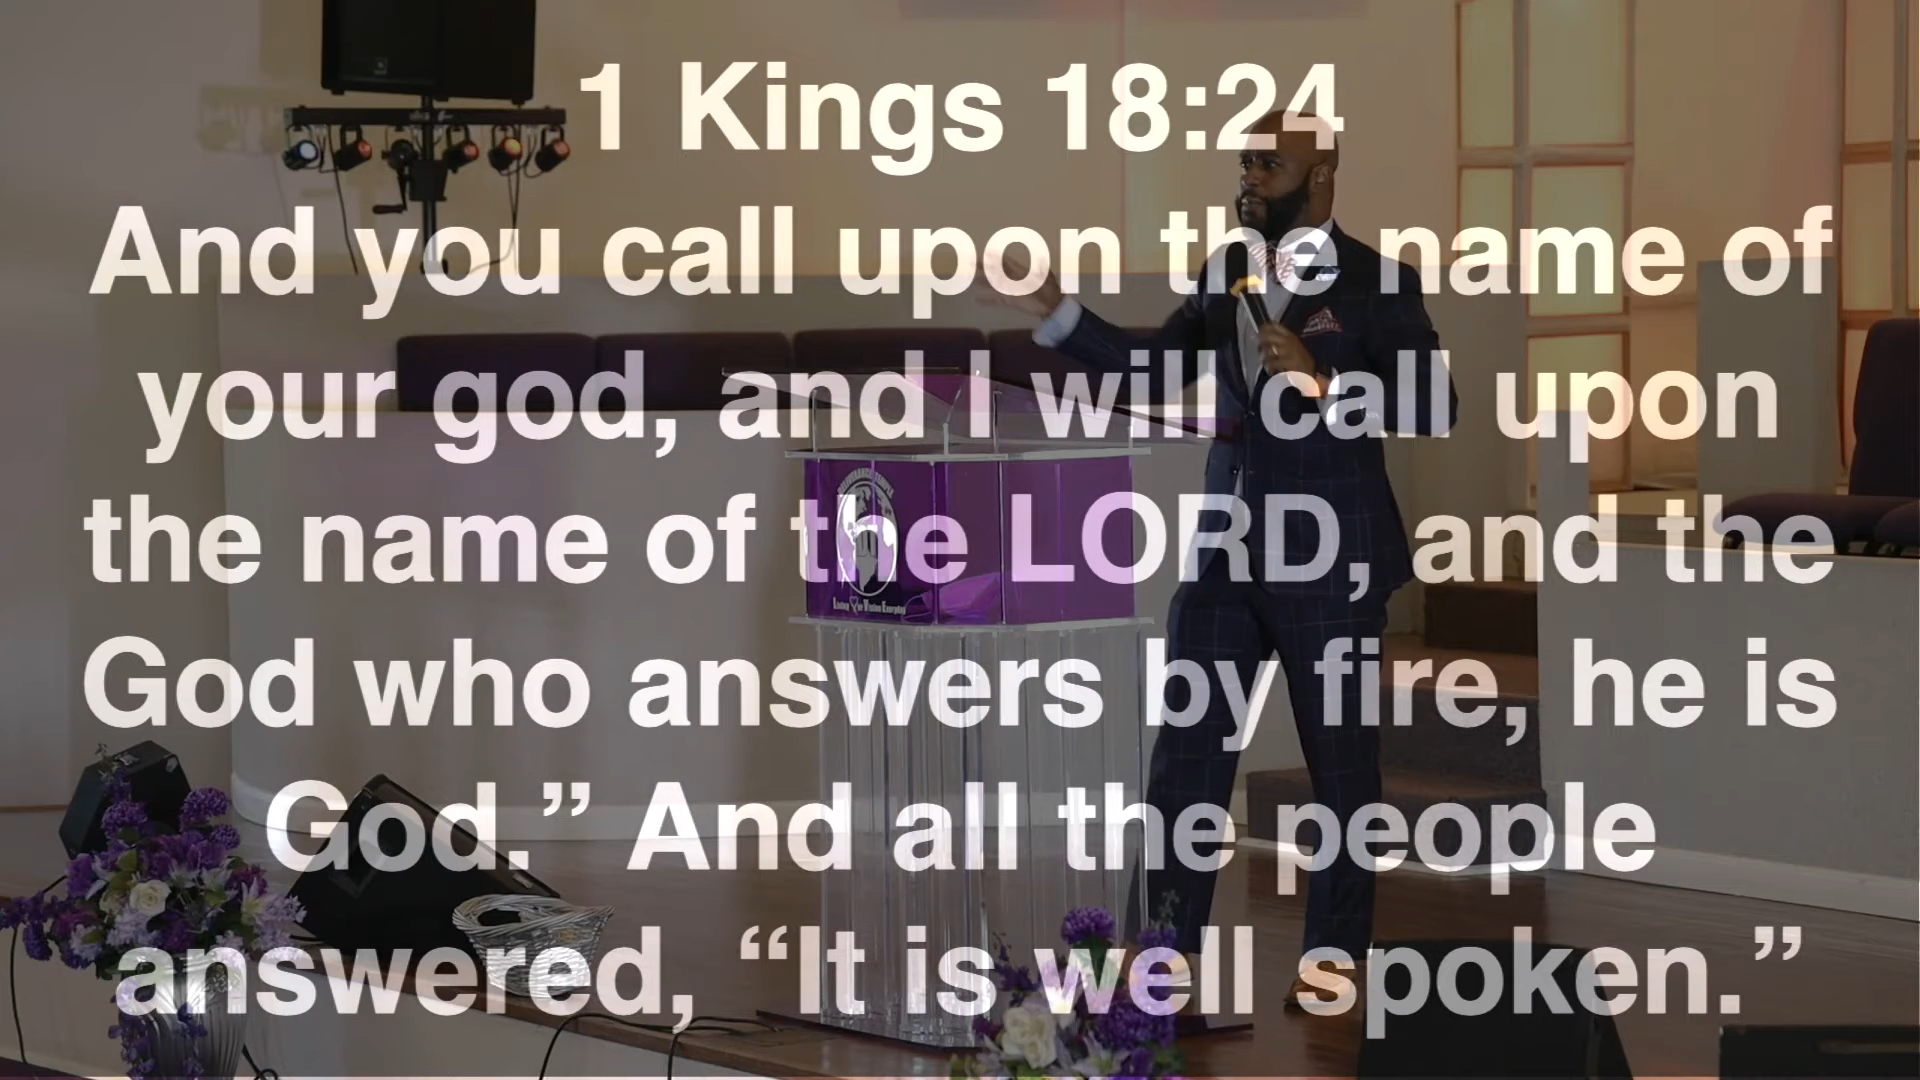 1 Kings 18:24
And you call upon the name of
your god, and I will call upon
the name of the LORD, and the
God who answers by fire, he is
God.” And all the people
answered, “It is well spoken.”